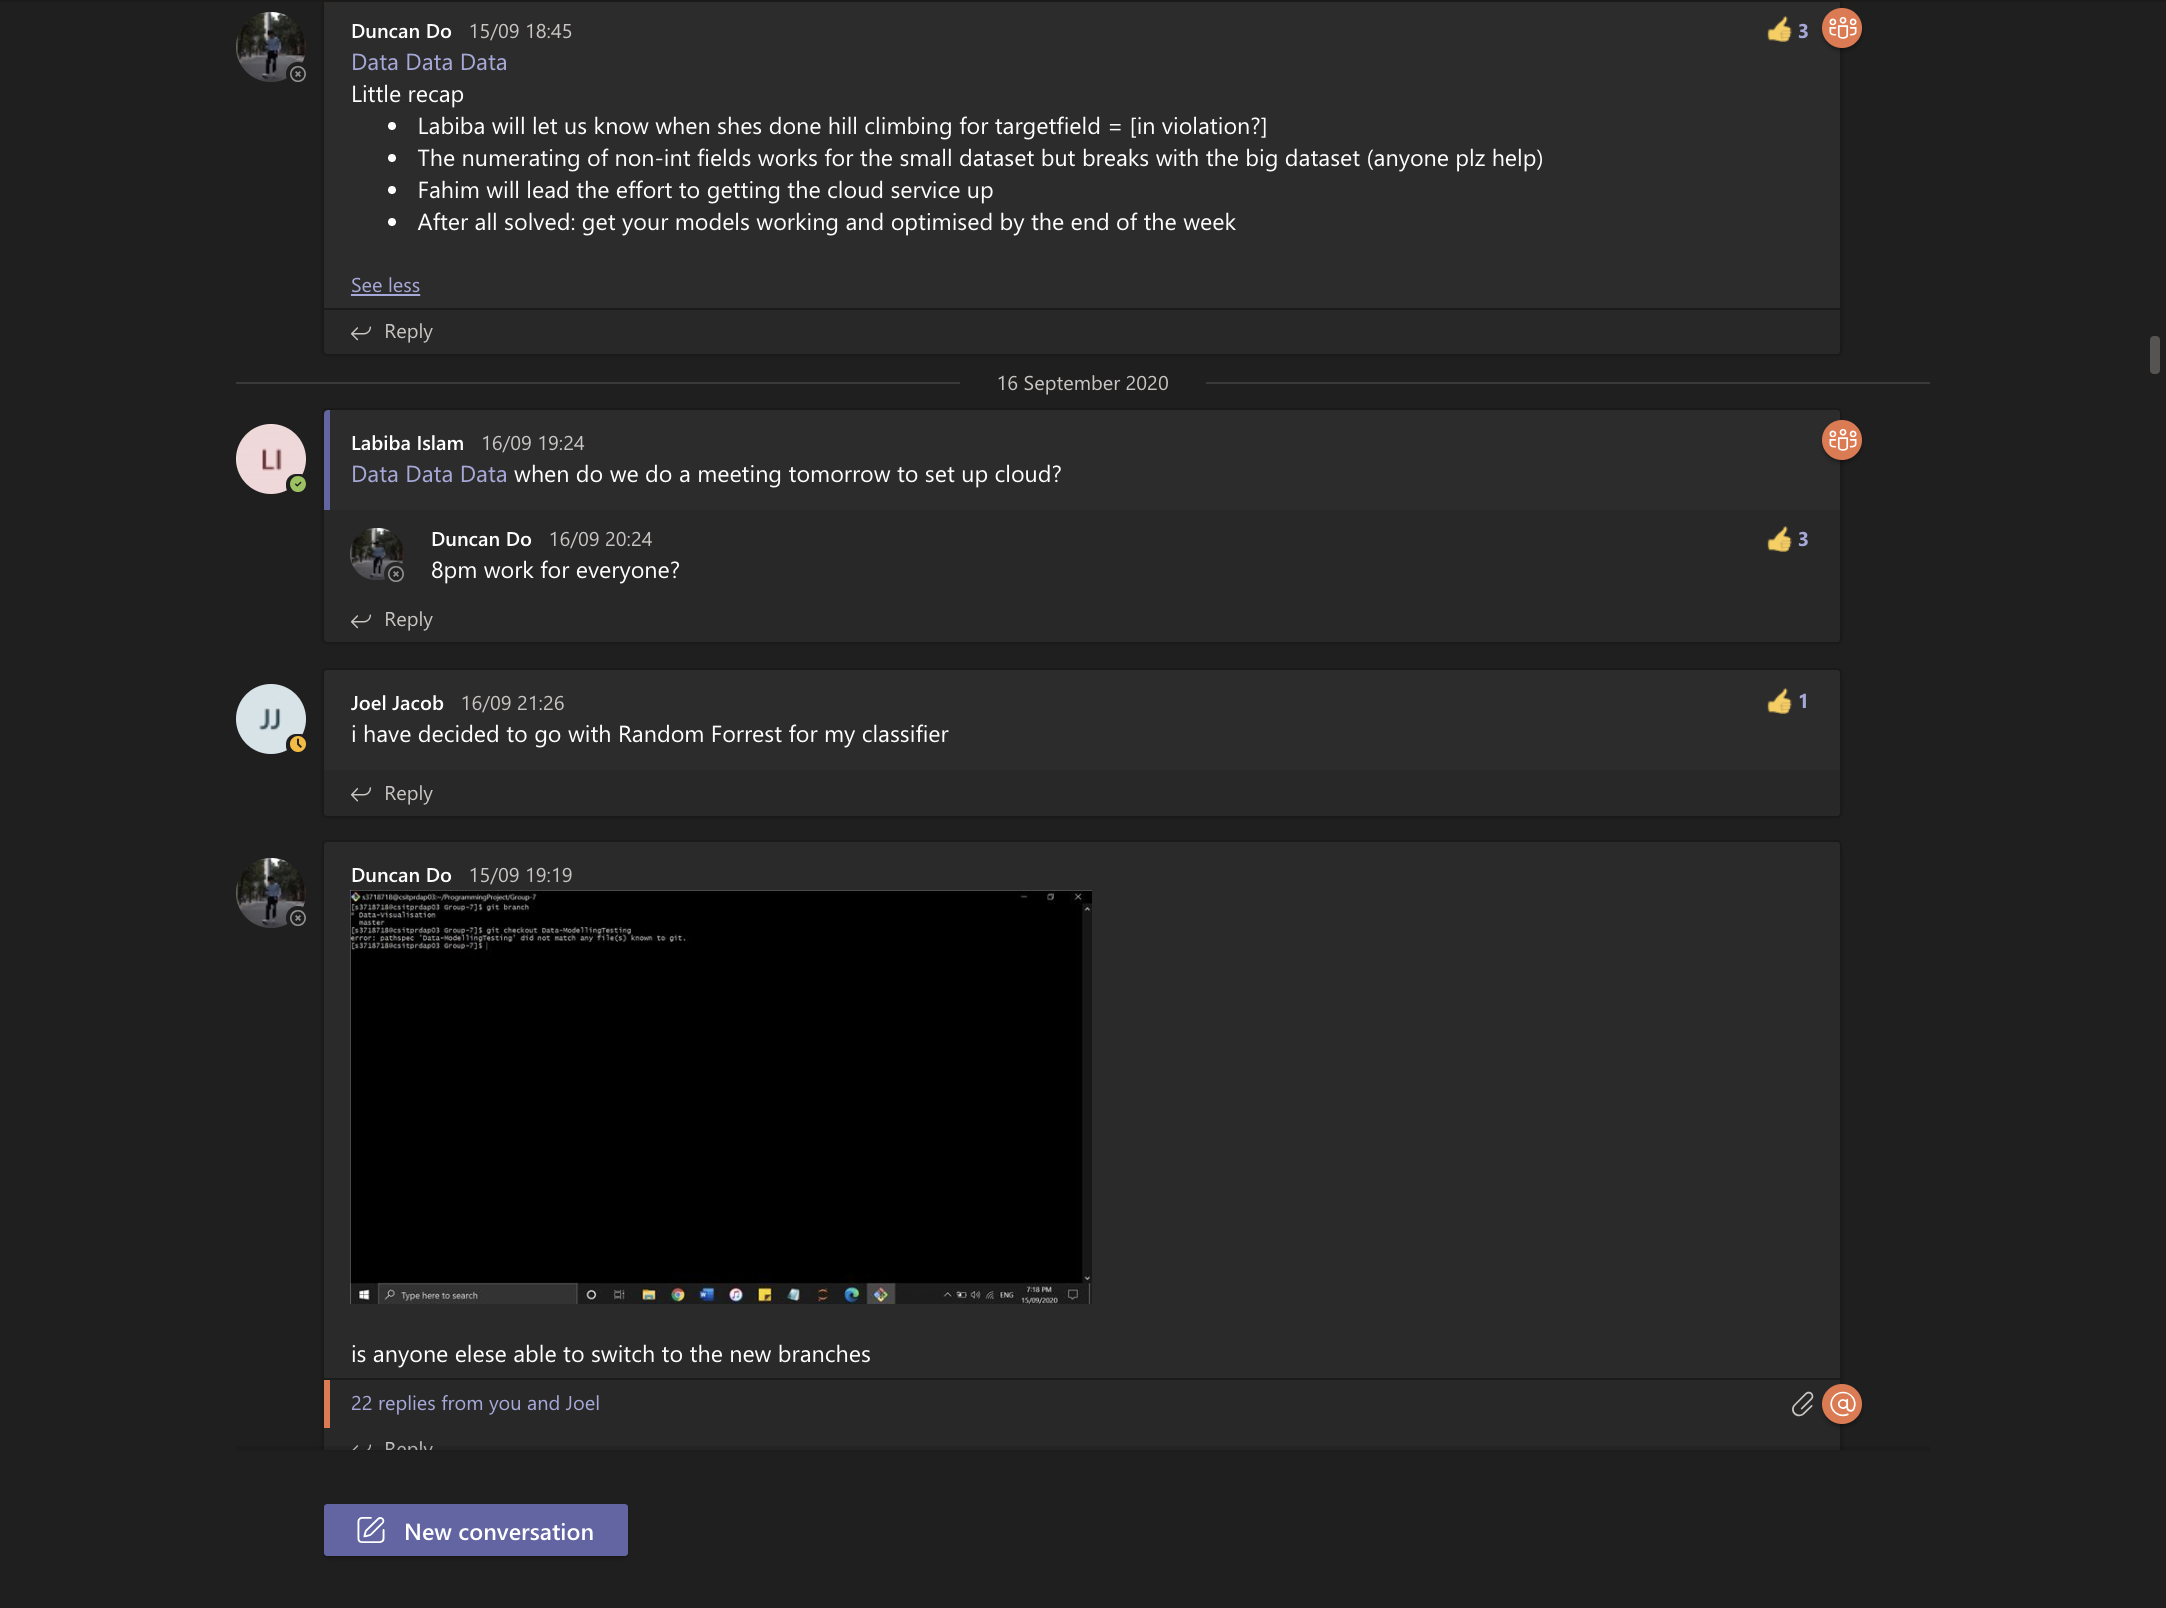 Duncan Do 15/09 18:45
3
Data Data Data
Little recap
• Labiba will let us know when shes done hill climbing for targetfield = [in violation?]
• The numerating of non-int fields works for the small dataset but breaks with the big dataset (anyone plz help)
• Fahim will lead the effort to getting the cloud service up
• After all solved: get your models working and optimised by the end of the week
See less
Reply
16 September 2020
LI
Labiba Islam 16/09 19:24
Data Data Data when do we do a meeting tomorrow to set up cloud?
Duncan Do 16/09 20:24
3
8pm work for everyone?
Reply
JJ
Joel Jacob 16/09 21:26
1
i have decided to go with Random Forrest for my classifier
Reply
Duncan Do 15/09 19:19
s3718718@csitprdap03:~/ProgrammingProject/Group-7
[s3718718@csitprdap03 Group-7]$ git branch
* Data-Visualisation
master
[s3718718@csitprdap03 Group-7]$ git checkout Data-ModellingTesting
error: pathspec 'Data-ModellingTesting' did not match any file(s) known to git.
[s3718718@csitprdap03 Group-7]$
Type here to search
ENG
7:18 PM
15/09/2020
is anyone elese able to switch to the new branches
22 replies from you and Joel
Reply
New conversation